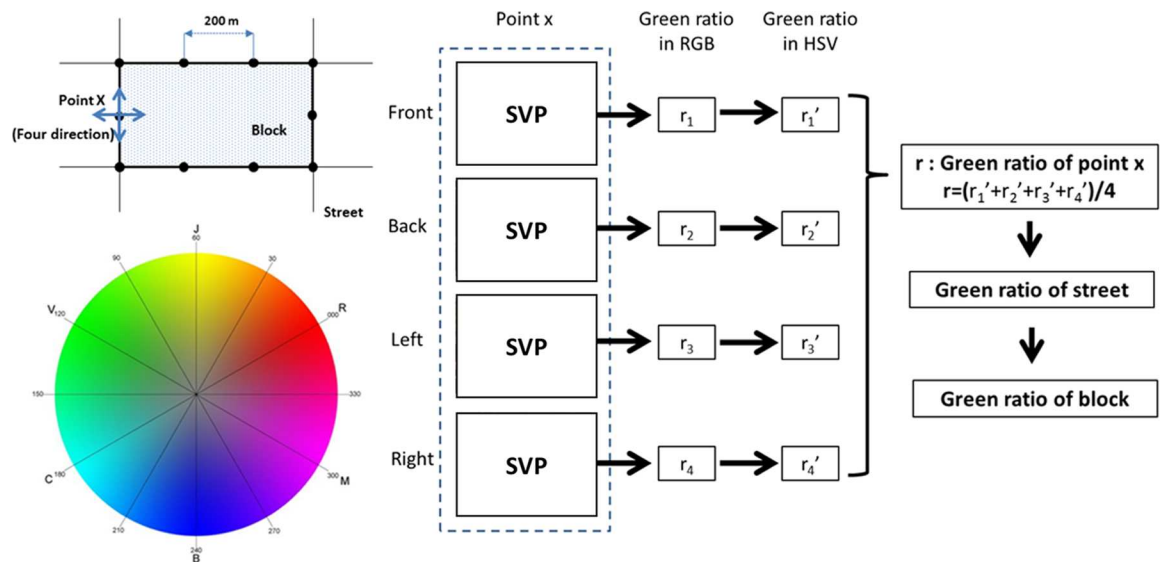 200 m
Point X
(Four direction)
Block
Street
J
60
90
30
V 120
R
000
150
330
C 180
300 M
210
270
240
B
Point x
Green ratio
in RGB
Green ratio
in HSV
Front
SVP
r₁
r₁’
Back
SVP
r₂
r₂’
Left
SVP
r₃
r₃’
Right
SVP
r₄
r₄’
r : Green ratio of point x
r=(r₁’+r₂’+r₃’+r₄’)/4
Green ratio of street
Green ratio of block